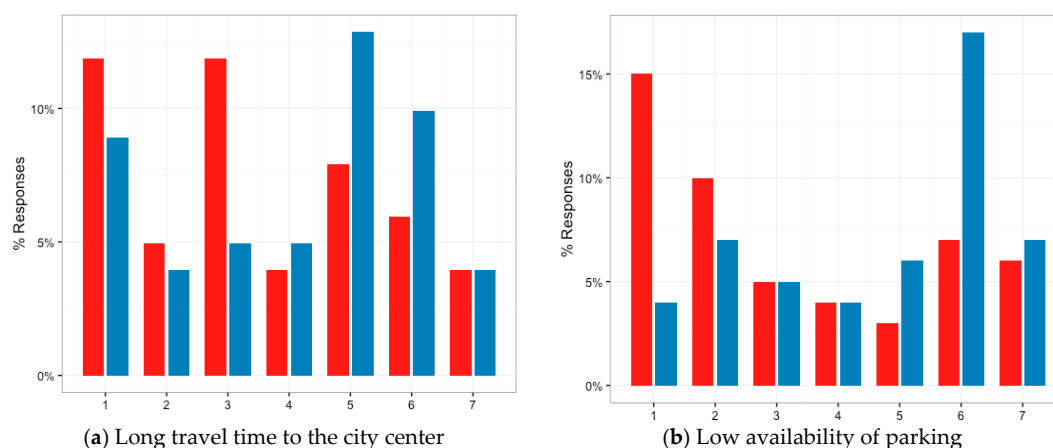 % Responses
10%
5%
0%
1 2 3 4 5 6 7
(a) Long travel time to the city center
% Responses
15%
10%
5%
0%
1 2 3 4 5 6 7
(b) Low availability of parking